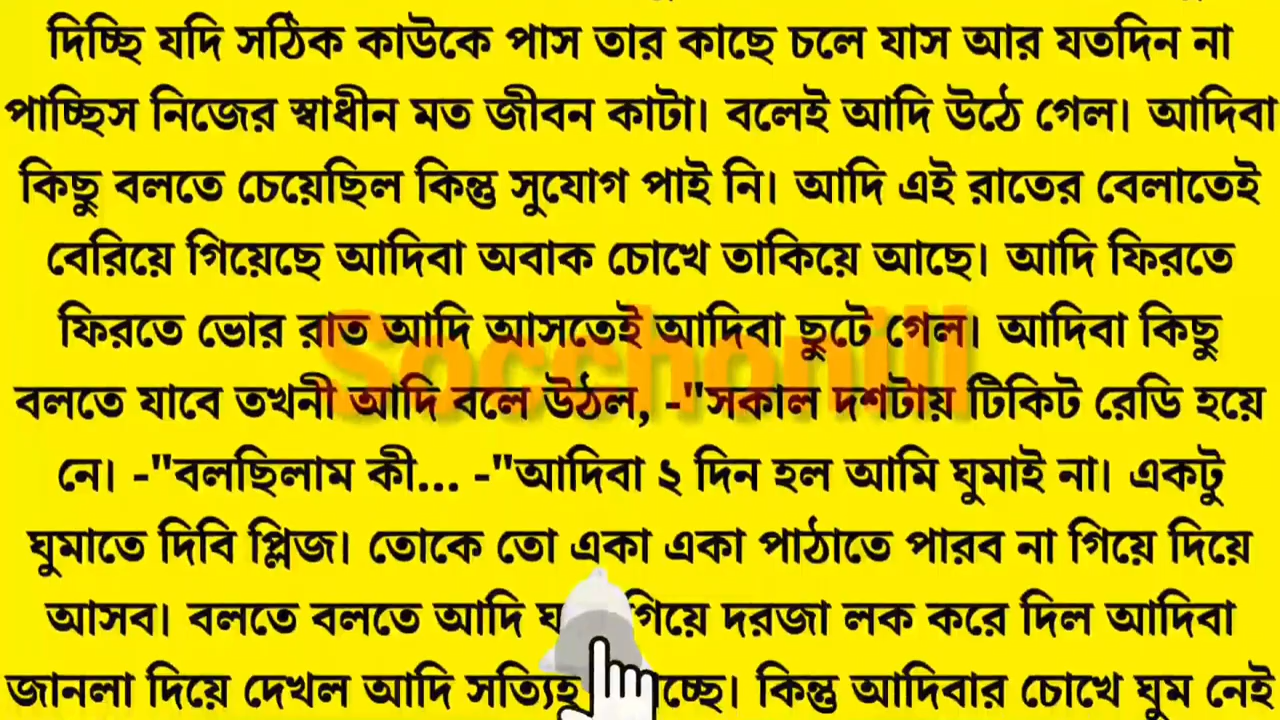 দিচ্ছি যদি সঠিক কাউকে পাস তার কাছে চলে যাস আর যতদিন না
পাচ্ছিস নিজের স্বাধীন মত জীবন কাটা। বলেই আদি উঠে গেল। আদিবা
কিছু বলতে চেয়েছিল কিন্তু সুযোগ পাই নি। আদি এই রাতের বেলাতেই
বেরিয়ে গিয়েছে আদিবা অবাক চোখে তাকিয়ে আছে। আদি ফিরতে
ফিরতে ভোর রাত আদি আসতেই আদিবা ছুটে গেল। আদিবা কিছু
Socchonill
বলতে যাবে তখনী আদি বলে উঠল, -"সকাল দশটায় টিকিট রেডি হয়ে
নে। -"বলছিলাম কী... -"আদিবা ২ দিন হল আমি ঘুমাই না। একটু
ঘুমাতে দিবি প্লিজ। তোকে তো একা একা পাঠাতে পারব না গিয়ে দিয়ে
আসব। বলতে বলতে আদি গিয়ে দরজা লক করে দিল আদিবা
জানলা দিয়ে দেখল আদি কিন্তু আদিবার চোখে ঘুম নেই